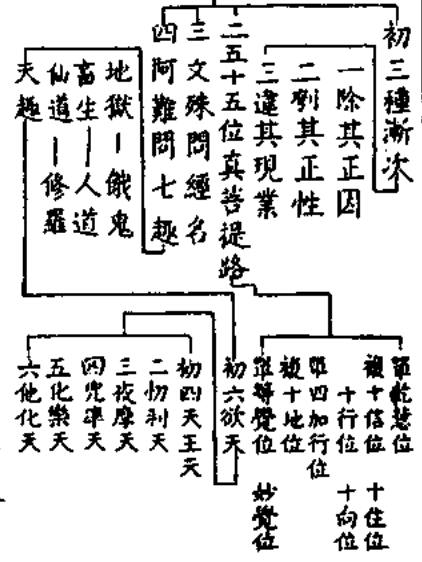 初三種漸次
一除其正因
二刳其正性
三違其現業
二五十五位真菩提路
三文殊問經名
四阿難問七趣
地獄—餓鬼
畜生—人道
仙道—修羅
天趣
單乾慧位
複十信位 十住位
十行位 十向位
單四加行位
複十地位
單等覺位 妙覺位
初六欲天
初四天王天
二忉利天
三夜摩天
四兜率天
五化樂天
六他化天